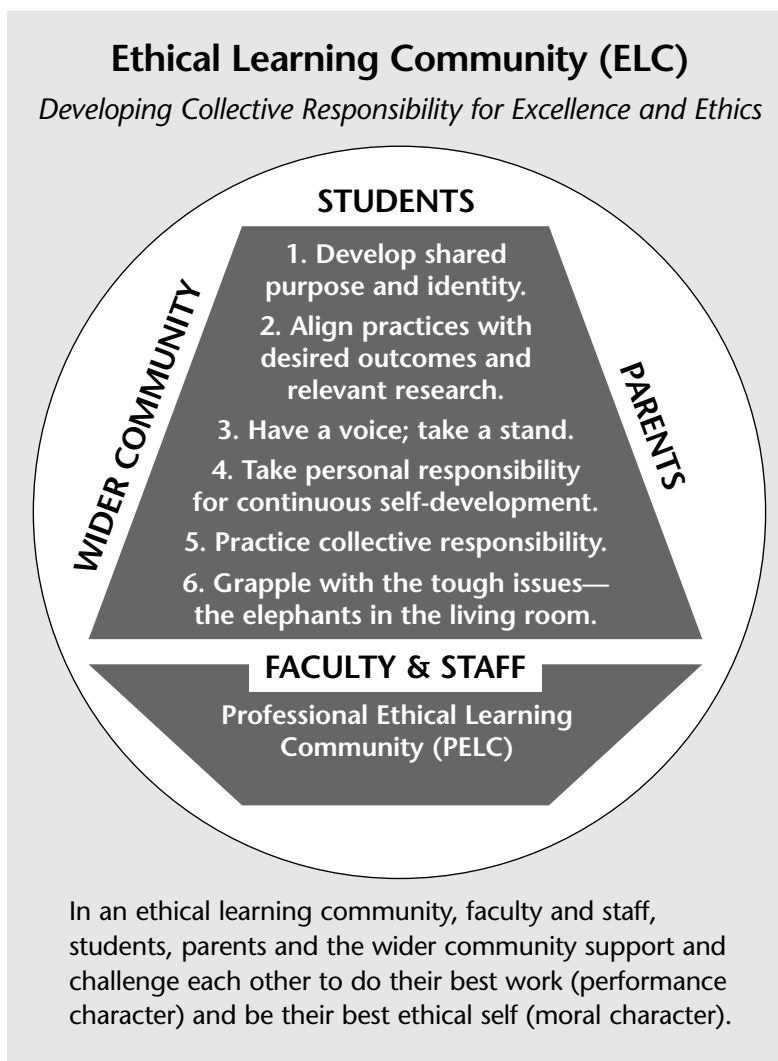 Ethical Learning Community (ELC)
Developing Collective Responsibility for Excellence and Ethics
STUDENTS
WIDER COMMUNITY
PARENTS
1. Develop shared
purpose and identity.
2. Align practices with
desired outcomes and
relevant research.
3. Have a voice; take a stand.
4. Take personal responsibility
for continuous self-development.
5. Practice collective responsibility.
6. Grapple with the tough issues—
the elephants in the living room.
FACULTY & STAFF
Professional Ethical Learning
Community (PELC)
In an ethical learning community, faculty and staff,
students, parents and the wider community support and
challenge each other to do their best work (performance
character) and be their best ethical self (moral character).